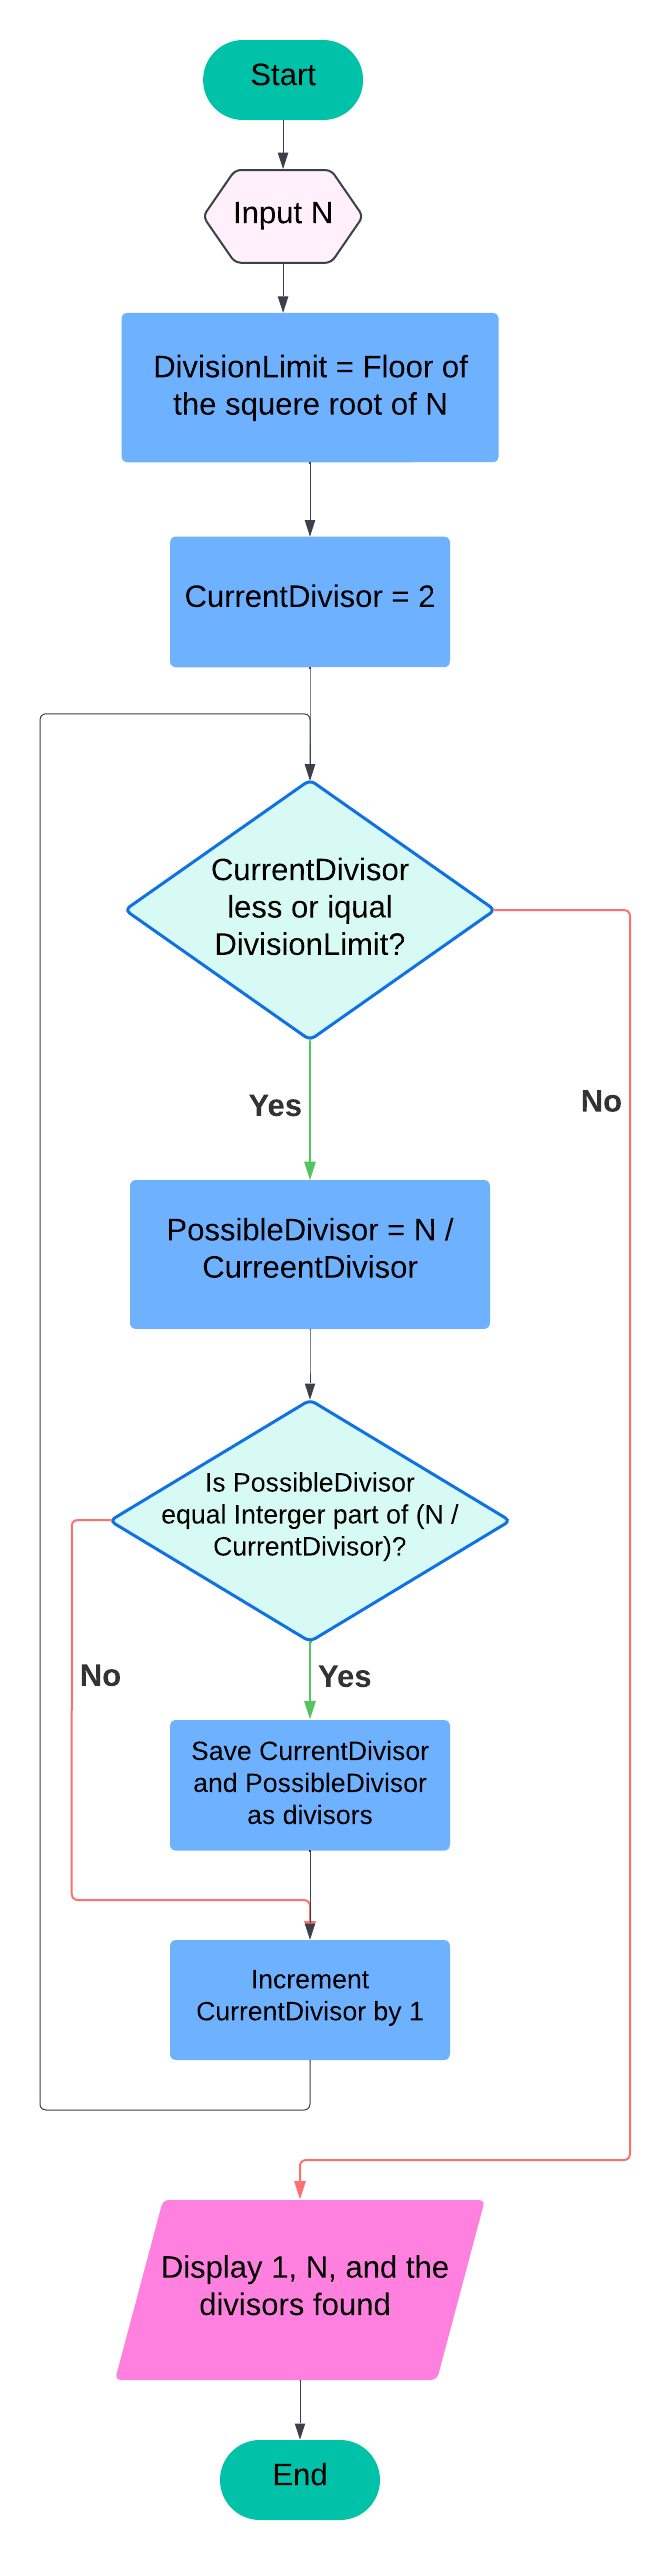 Start
Input N
DivisionLimit = Floor of
the squere root of N
CurrentDivisor = 2
CurrentDivisor
less or iqual
DivisionLimit?
Yes
No
PossibleDivisor = N /
CurreentDivisor
Is PossibleDivisor
equal Interger part of (N /
CurrentDivisor)?
No
Yes
Save CurrentDivisor
and PossibleDivisor
as divisors
Increment
CurrentDivisor by 1
Display 1, N, and the
divisors found
End